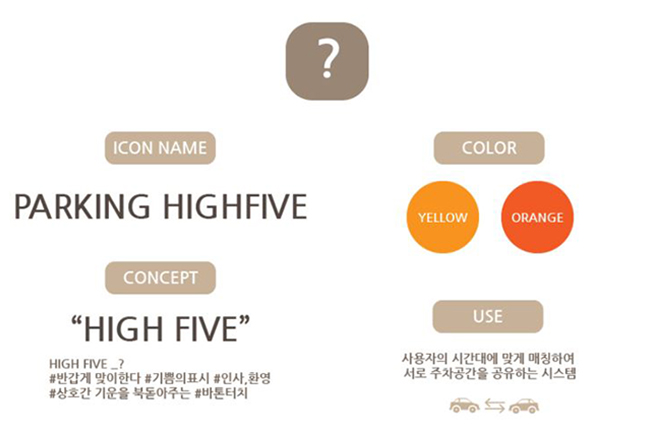 ?
ICON NAME
PARKING HIGHFIVE
CONCEPT
“HIGH FIVE”
HIGH FIVE _?
#반갑게 맞이한다 #기쁨의표시 #인사,환영
#상호간 기운을 북돋아주는 #바톤터치
COLOR
YELLOW
ORANGE
USE
사용자의 시간대에 맞게 매칭하여
서로 주차공간을 공유하는 시스템